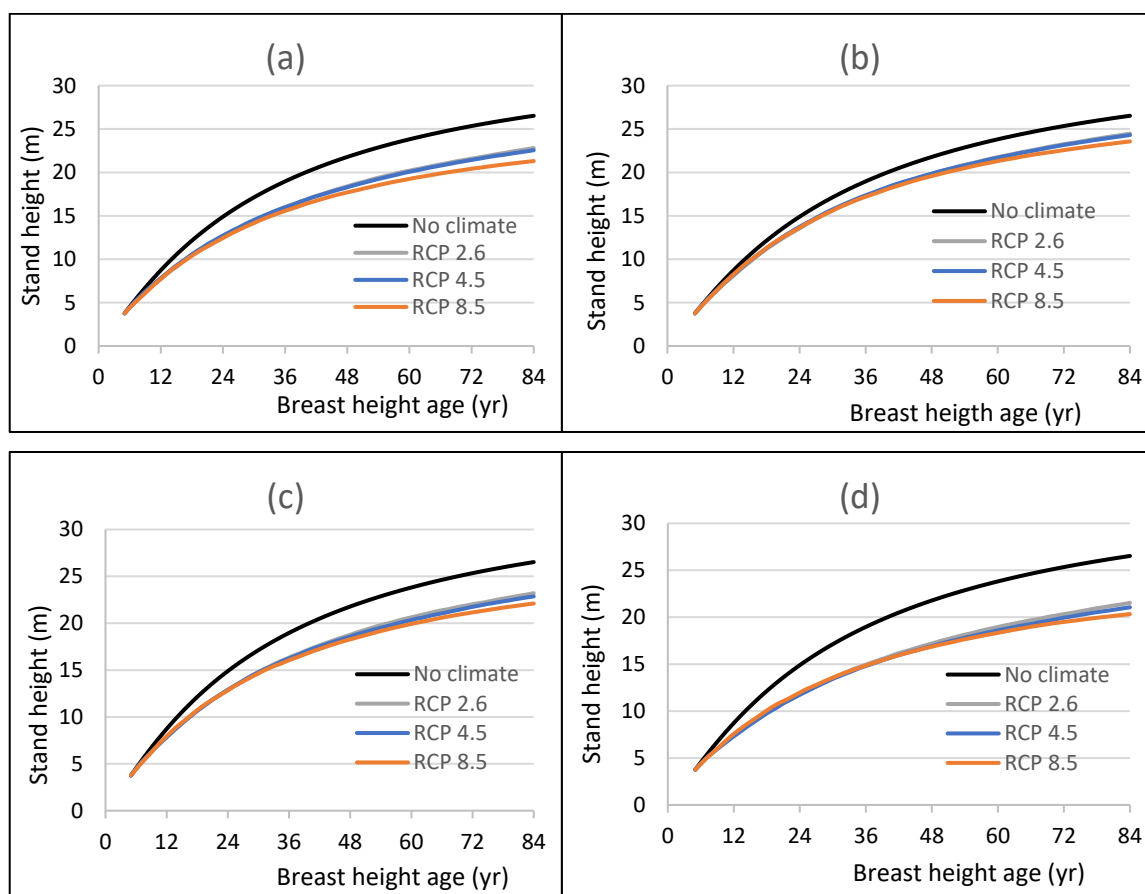 (a)
Stand height (m)
30
25
20
15
10
5
0
No climate
RCP 2.6
RCP 4.5
RCP 8.5
0 12 24 36 48 60 72 84
Breast height age (yr)
(b)
Stand height (m)
30
25
20
15
10
5
0
No climate
RCP 2.6
RCP 4.5
RCP 8.5
0 12 24 36 48 60 72 84
Breast heigth age (yr)
(c)
Stand height (m)
30
25
20
15
10
5
0
No climate
RCP 2.6
RCP 4.5
RCP 8.5
0 12 24 36 48 60 72 84
Breast height age (yr)
(d)
Stand height (m)
30
25
20
15
10
5
0
No climate
RCP 2.6
RCP 4.5
RCP 8.5
0 12 24 36 48 60 72 84
Breast height age (yr)